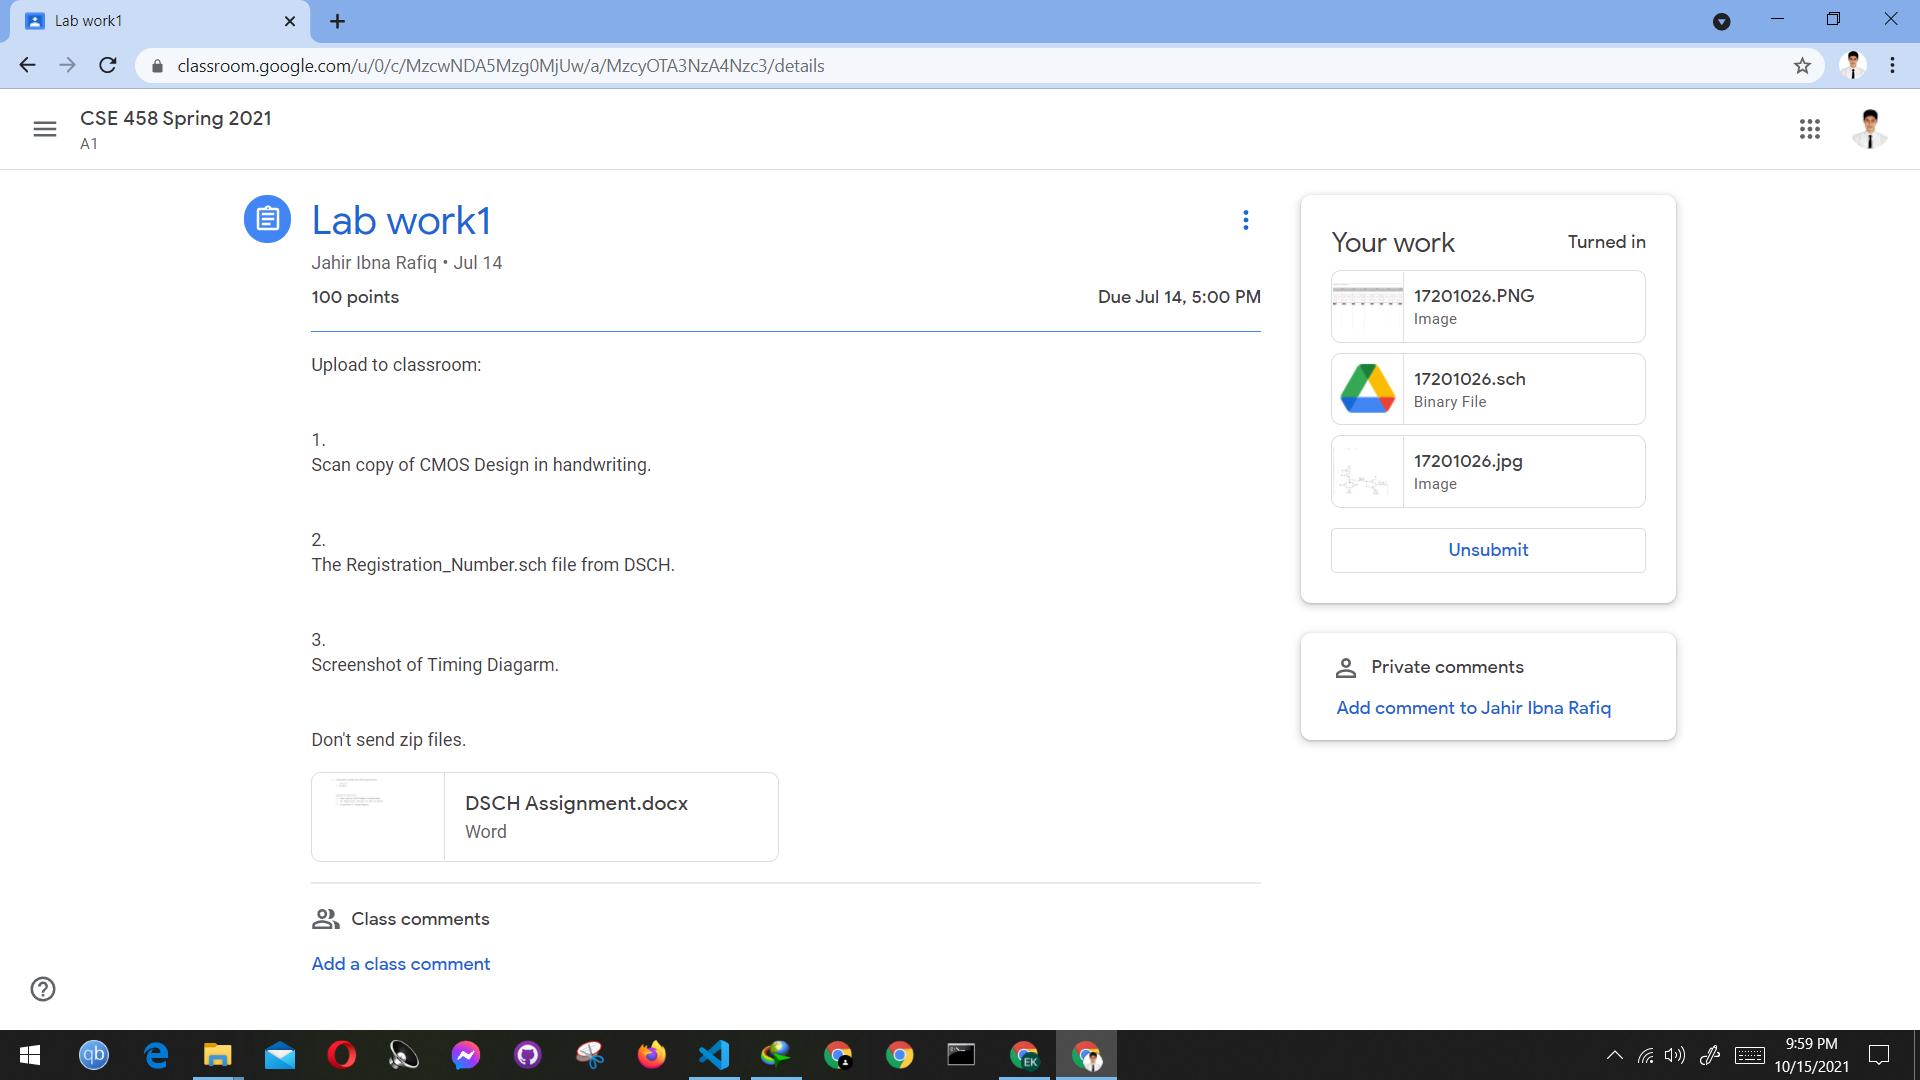 Lab work1
classroom.google.com/u/0/c/MzcwNDA5Mzg0MjUw/a/MzcyOTA3NzA4Nzc3/details
CSE 458 Spring 2021
A1
Lab work1
Jahir Ibna Rafiq • Jul 14
100 points
Due Jul 14, 5:00 PM
Upload to classroom:
1.
Scan copy of CMOS Design in handwriting.
2.
The Registration_Number.sch file from DSCH.
3.
Screenshot of Timing Diagarm.
Don't send zip files.
DSCH Assignment.docx
Word
Class comments
Add a class comment
Your work
Turned in
17201026.PNG
Image
17201026.sch
Binary File
17201026.jpg
Image
Unsubmit
Private comments
Add comment to Jahir Ibna Rafiq
qb
EK
9:59 PM
10/15/2021